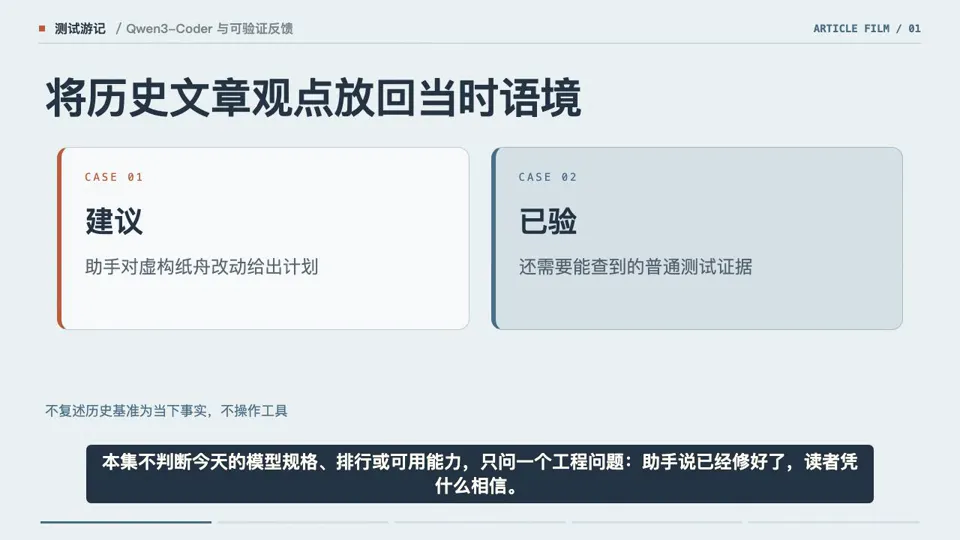 测试游记 / Qwen3-Coder 与可验证反馈
ARTICLE FILM / 01
将历史文章观点放回当时语境
CASE 01
建议
助手对虚构纸舟改动给出计划
CASE 02
已验
还需要能查到的普通测试证据
不复述历史基准为当下事实，不操作工具
本集不判断今天的模型规格、排行或可用能力，只问一个工程问题：助手说已经修好了，读者凭
什么相信。